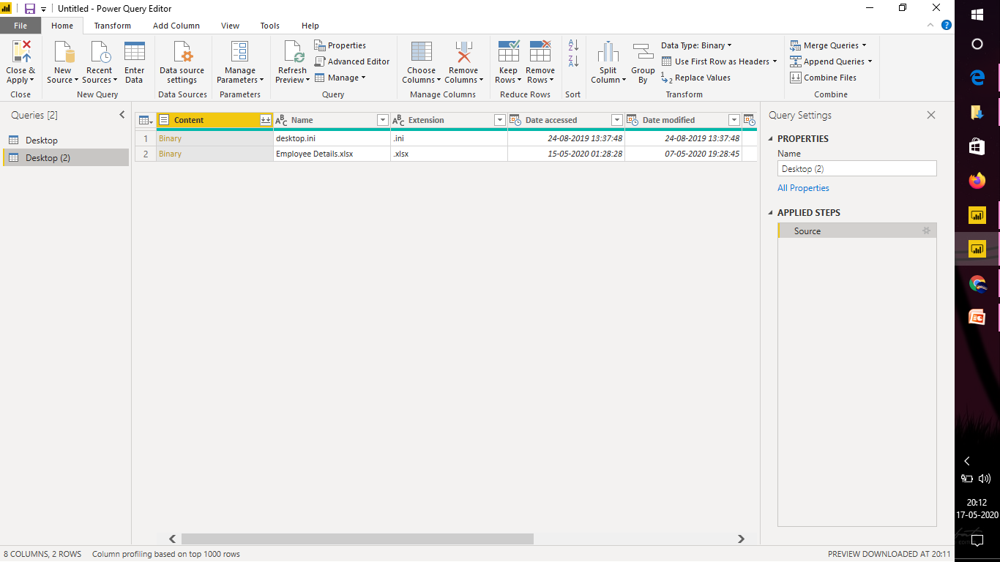 Untitled - Power Query Editor
File Home Transform Add Column View Tools Help
Close & Apply
New Source
Recent Sources
Enter Data
Data source settings
Manage Parameters
Refresh Preview
Properties
Advanced Editor
Manage
Choose Columns
Remove Columns
Keep Rows
Remove Rows
Split Column
Group By
Data Type: Binary
Use First Row as Headers
Replace Values
Merge Queries
Append Queries
Combine Files
Close New Query Data Sources Parameters Query Manage Columns Reduce Rows Sort Transform Combine
Queries [2]
Desktop
Desktop (2)
Content Name Extension Date accessed Date modified
1 Binary desktop.ini .ini 24-08-2019 13:37:48 24-08-2019 13:37:48
2 Binary Employee Details.xlsx .xlsx 15-05-2020 01:28:28 07-05-2020 19:28:45
Query Settings
PROPERTIES
Name
Desktop (2)
All Properties
APPLIED STEPS
Source
20:12
17-05-2020
8 COLUMNS, 2 ROWS Column profiling based on top 1000 rows PREVIEW DOWNLOADED AT 20:11